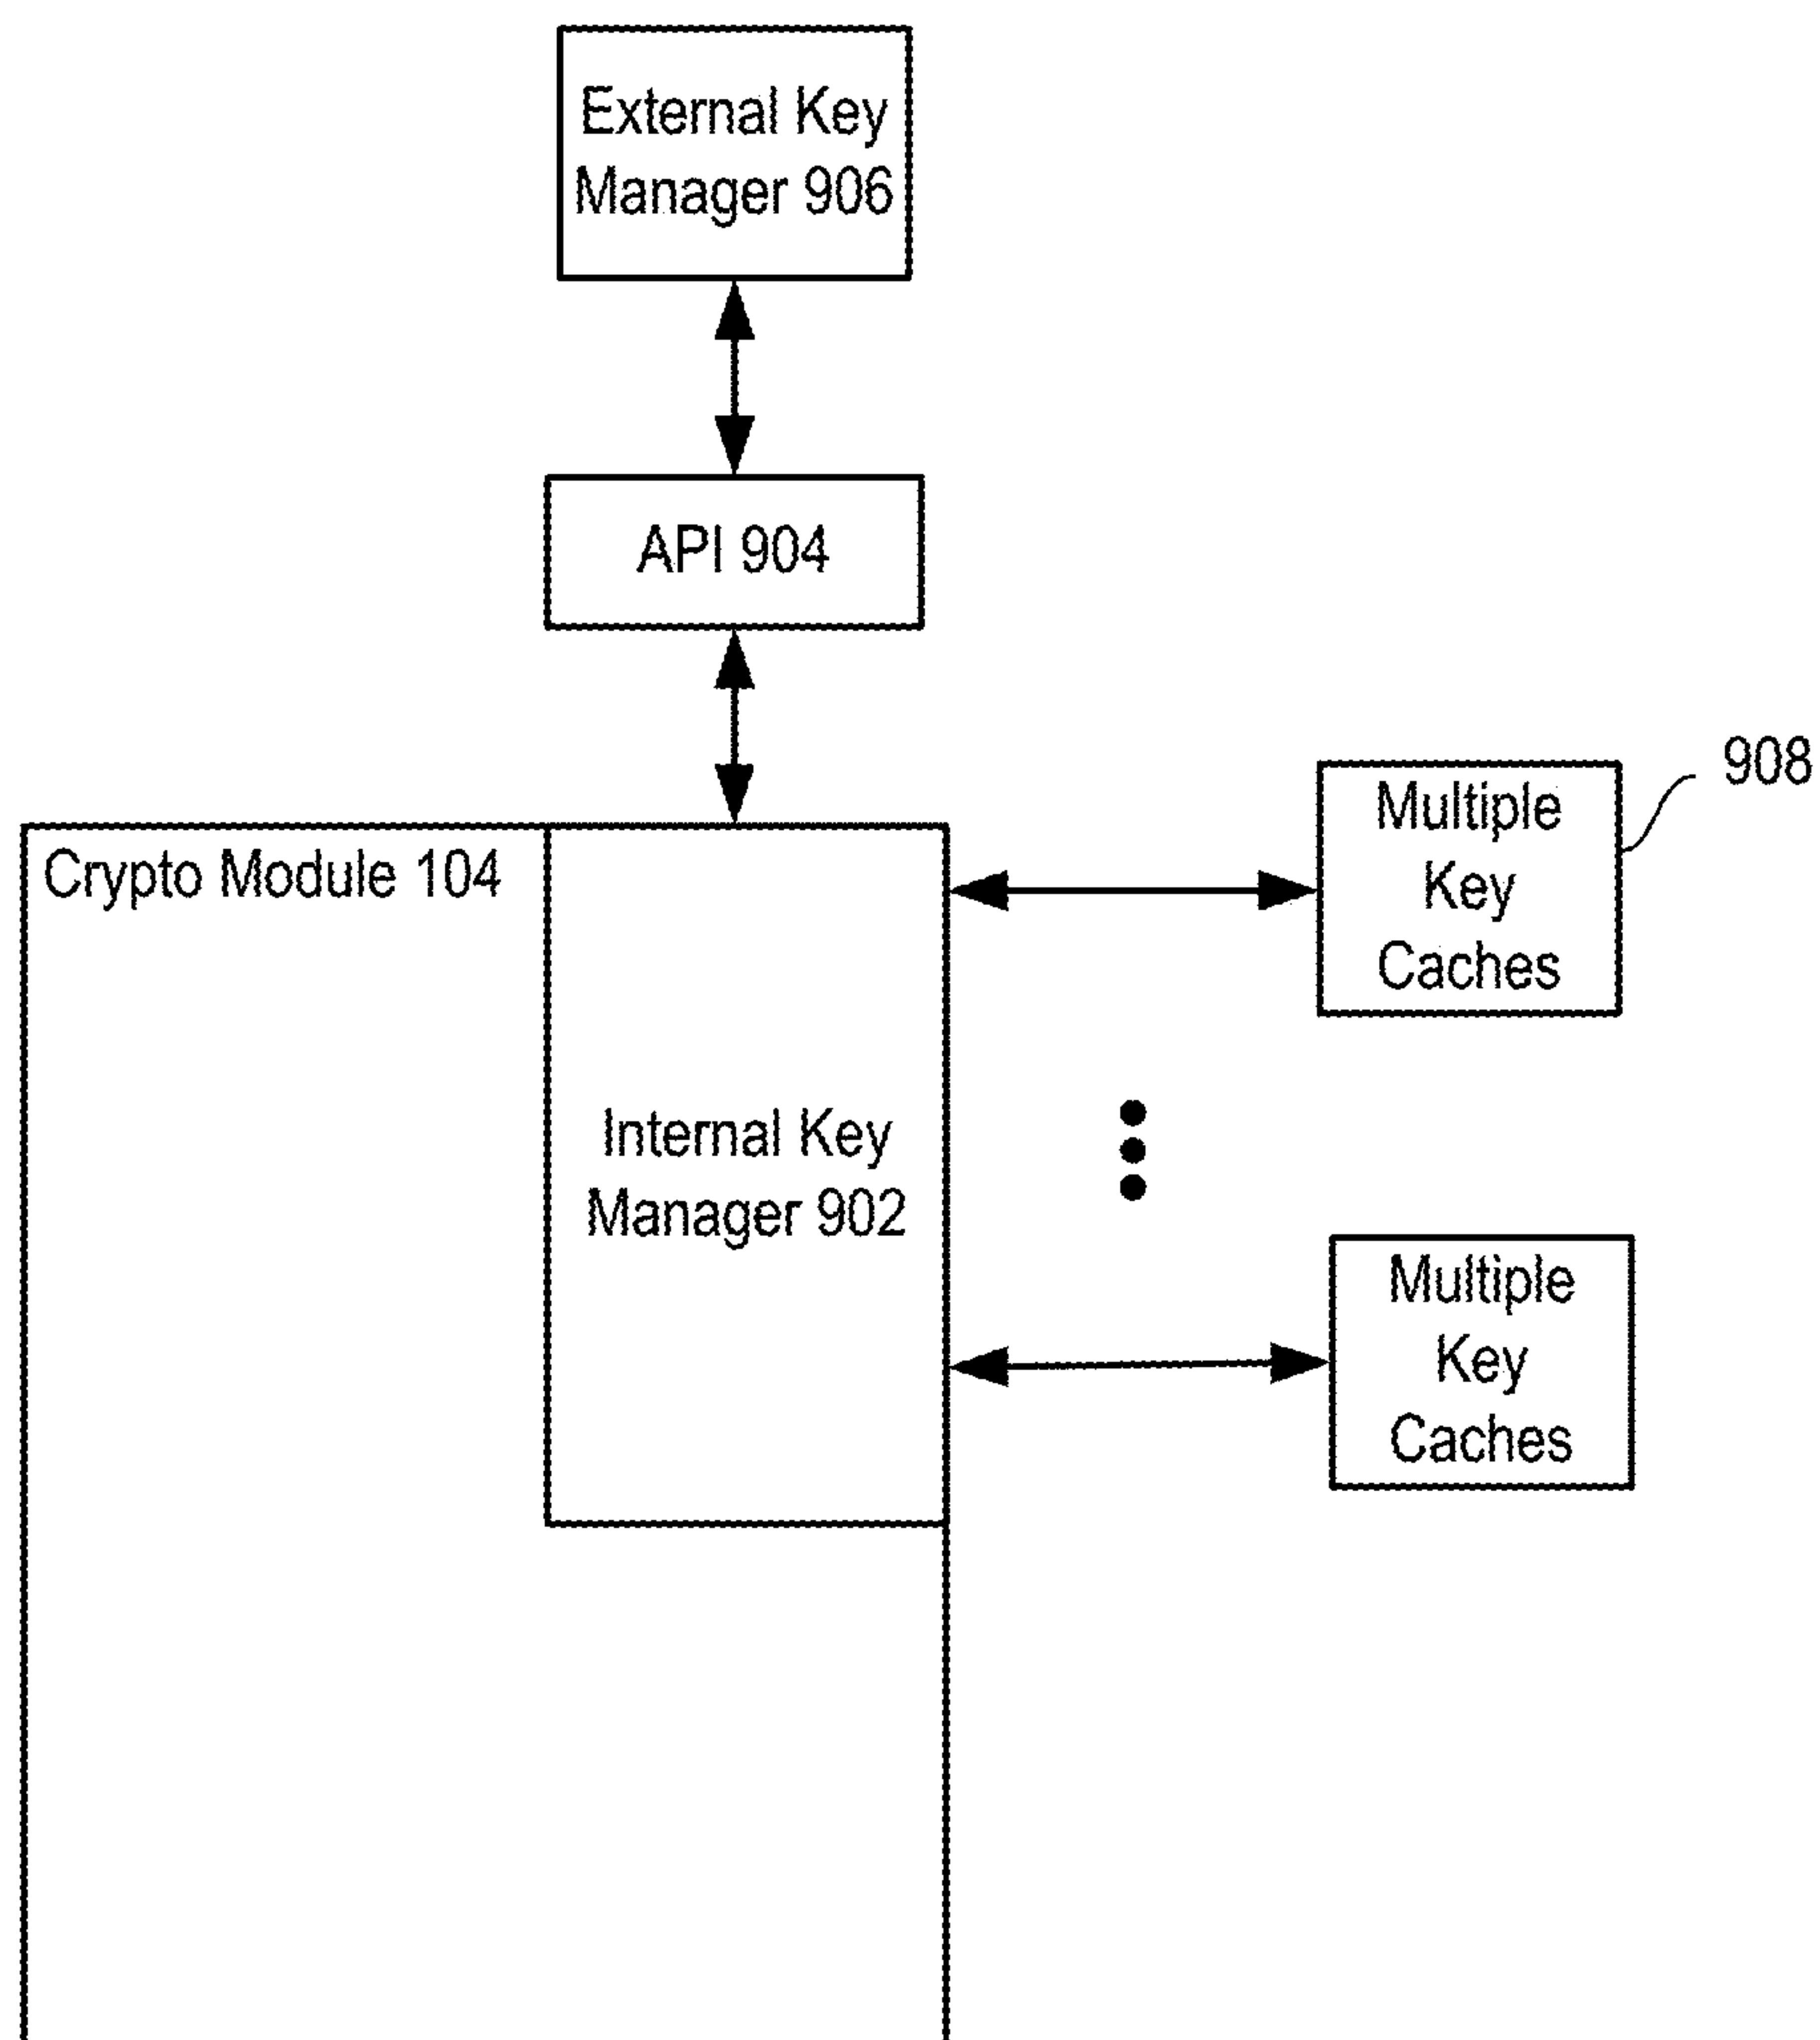 External Key
Manager 906
API 904
908
Multiple
Key
Caches
Crypto Module 104
Internal Key
Manager 902
Multiple
Key
Caches